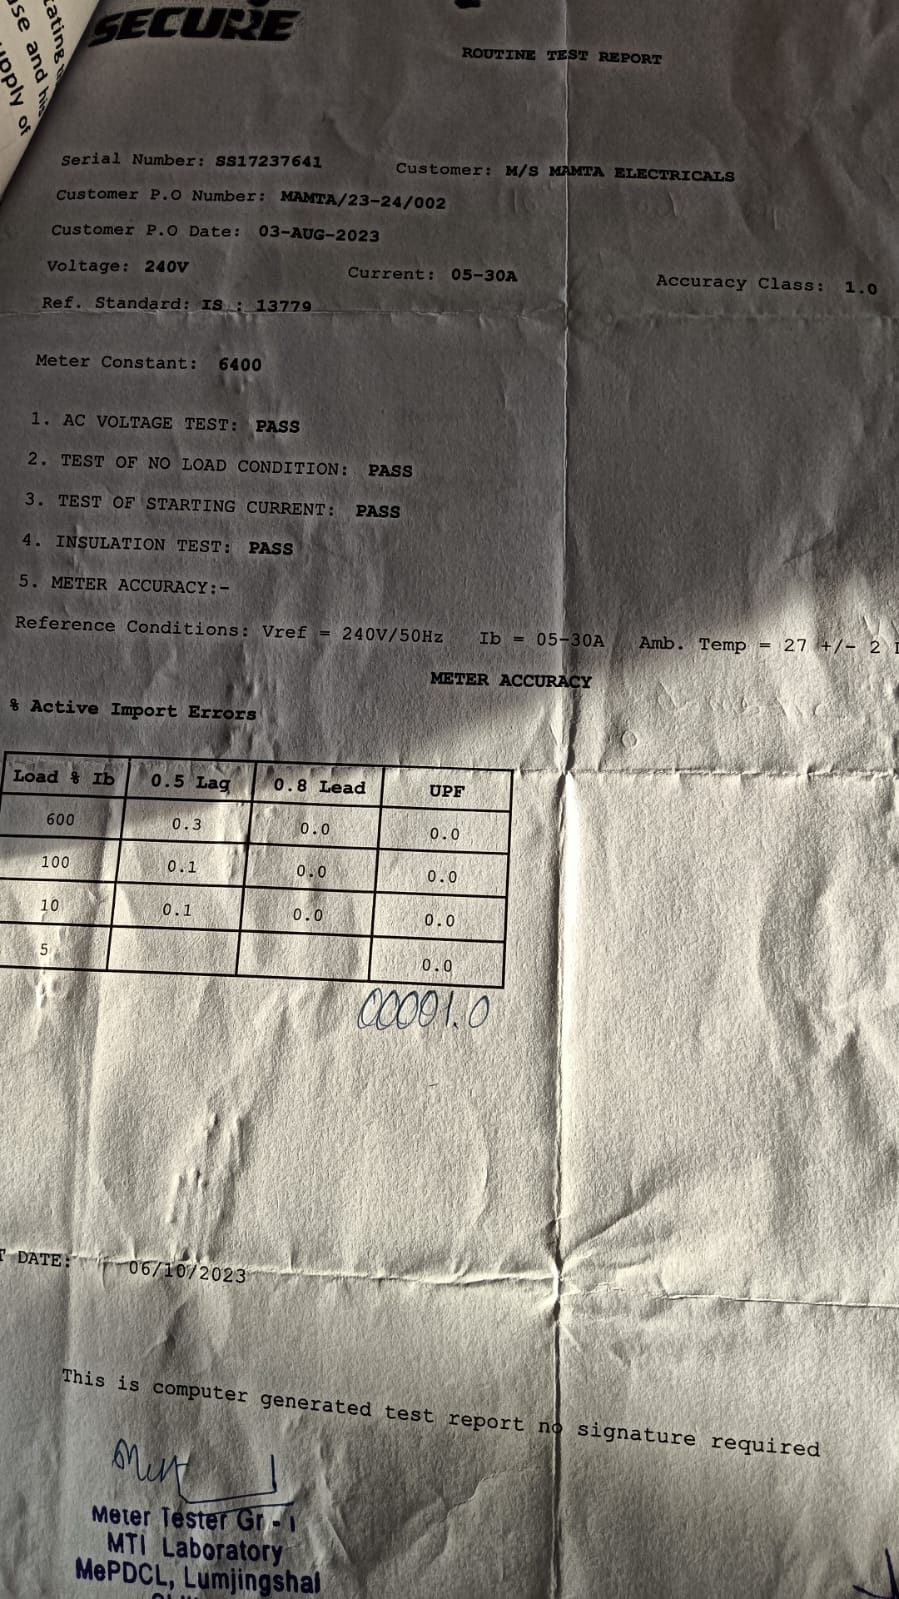 tating
se and his
upply of
SECURE
ROUTINE TEST REPORT
Serial Number: SS17237641 Customer: M/S MAMTA ELECTRICALS
Customer P.O Number: MAMTA/23-24/002
Customer P.O Date: 03-AUG-2023
Voltage: 240V Current: 05-30A Accuracy Class: 1.0
Ref. Standard: IS : 13779
Meter Constant: 6400
1. AC VOLTAGE TEST: PASS
2. TEST OF NO LOAD CONDITION: PASS
3. TEST OF STARTING CURRENT: PASS
4. INSULATION TEST: PASS
5. METER ACCURACY:-
Reference Conditions: Vref = 240V/50Hz Ib = 05-30A Amb. Temp = 27 +/- 2
METER ACCURACY
% Active Import Errors
Load % Ib 0.5 Lag 0.8 Lead UPF
600 0.3 0.0 0.0
100 0.1 0.0 0.0
10 0.1 0.0 0.0
5 0.0
00001.0
T DATE: 06/10/2023
This is computer generated test report no signature required
Meter Tester Gr - I
MTI Laboratory
MePDCL, Lumjingshai